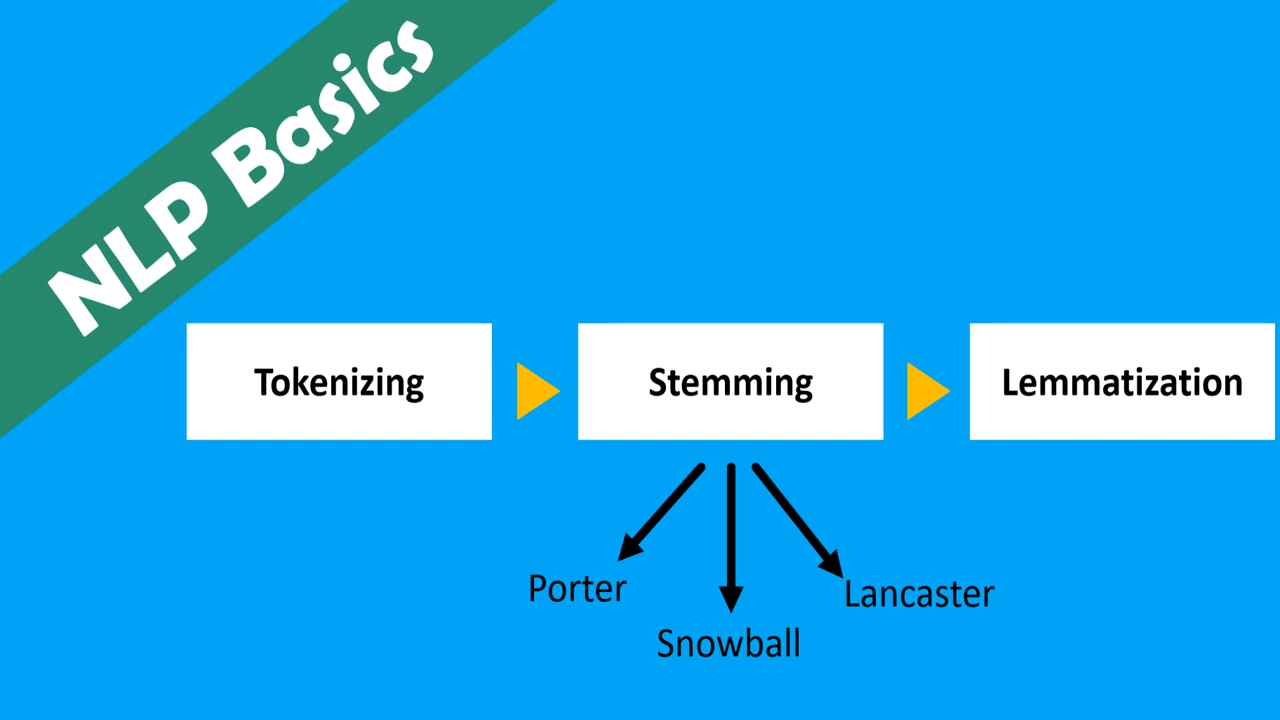 NLP Basics
Tokenizing
Stemming
Lemmatization
Porter
Lancaster
Snowball